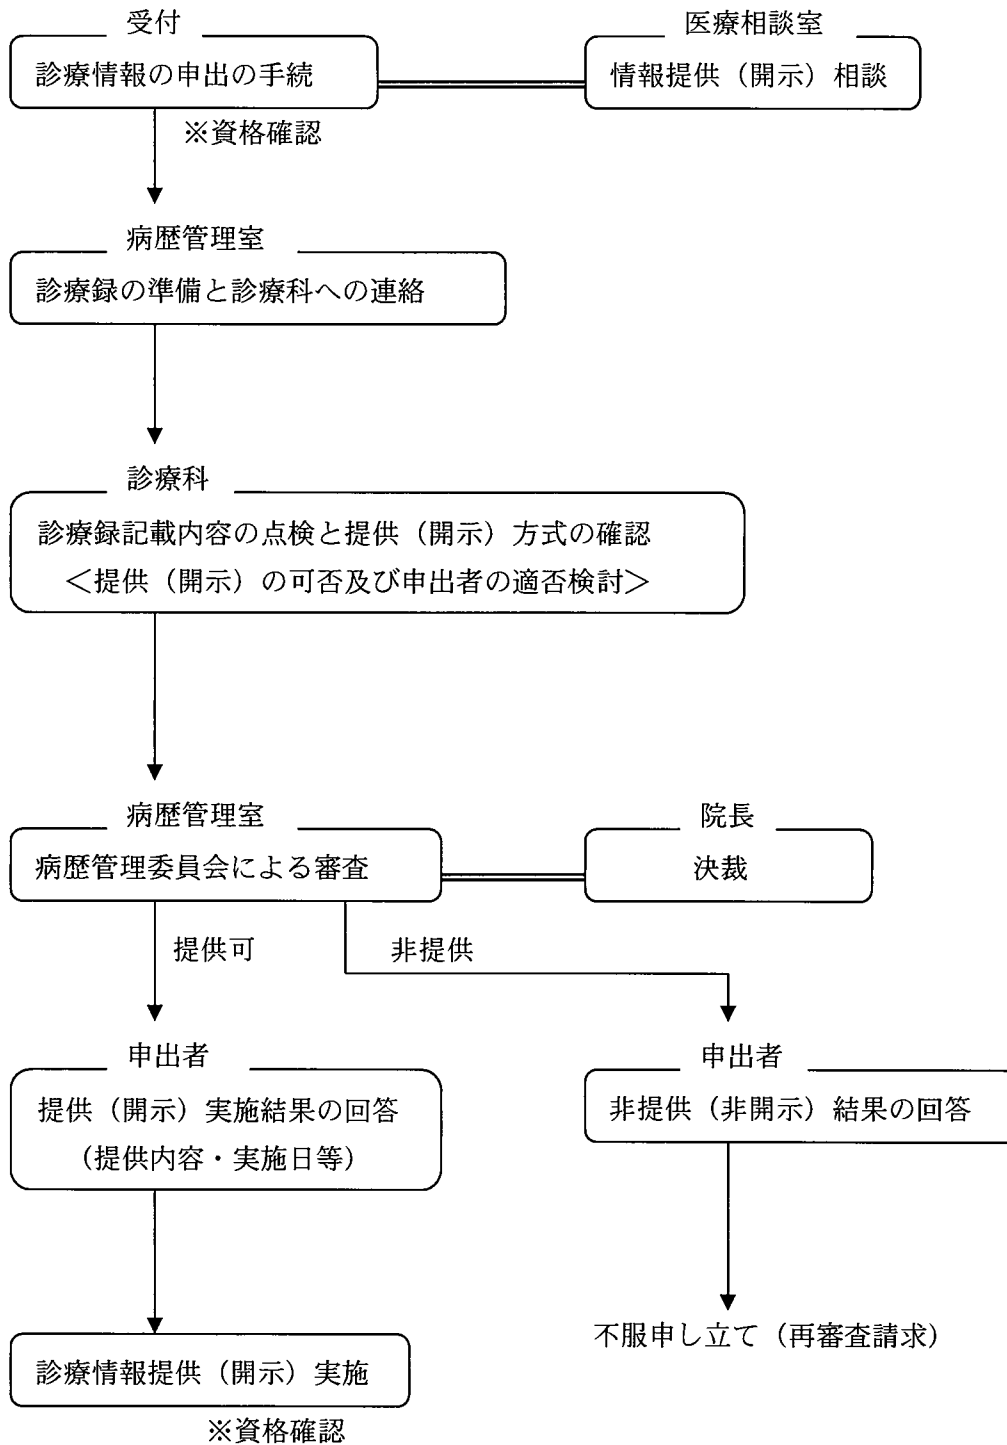 受付
診療情報の申出の手続
医療相談室
情報提供（開示）相談
※資格確認
病歴管理室
診療録の準備と診療科への連絡
診療科
診療録記載内容の点検と提供（開示）方式の確認
＜提供（開示）の可否及び申出者の適否検討＞
病歴管理室
病歴管理委員会による審査
院長
決裁
提供可
非提供
申出者
提供（開示）実施結果の回答
（提供内容・実施日等）
申出者
非提供（非開示）結果の回答
診療情報提供（開示）実施
※資格確認
不服申し立て（再審査請求）